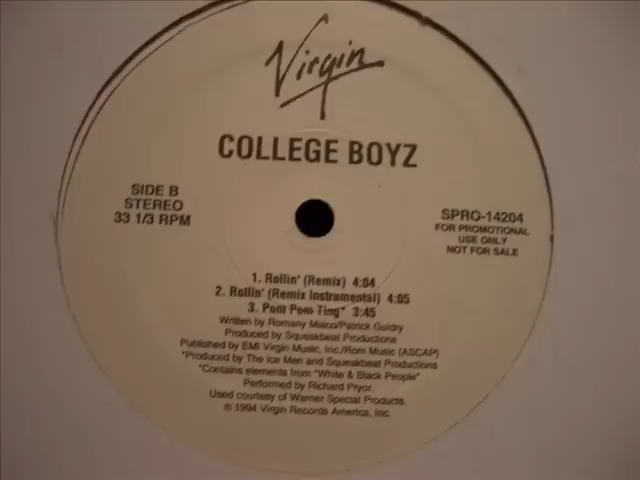 Virgin
COLLEGE BOYZ
SIDE B
STEREO
33 1/3 RPM
SPRO-14204
FOR PROMOTIONAL
USE ONLY
NOT FOR SALE
1. Rollin' (Remix) 4:04
2. Rollin' (Remix Instrumental) 4:05
3. Pom Pom Ting* 3:45
Written by Romany Malco/Patrick Guidry
Produced by Squeakbeat Productions
Published by EMI Virgin Music, Inc./Rom Music (ASCAP)
*Produced by The Ice Men and Squeakbeat Productions
*Contains elements from "White & Black People"
Performed by Richard Pryor.
Used courtesy of Warner Special Products.
℗ 1994 Virgin Records America, Inc.